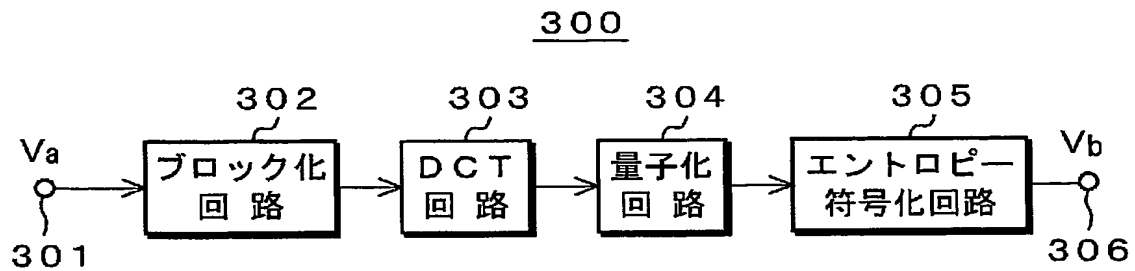 300
302
303
304
305
Va
ブロック化
回路
DCT
回路
量子化
回路
エントロピー
符号化回路
Vb
301
306